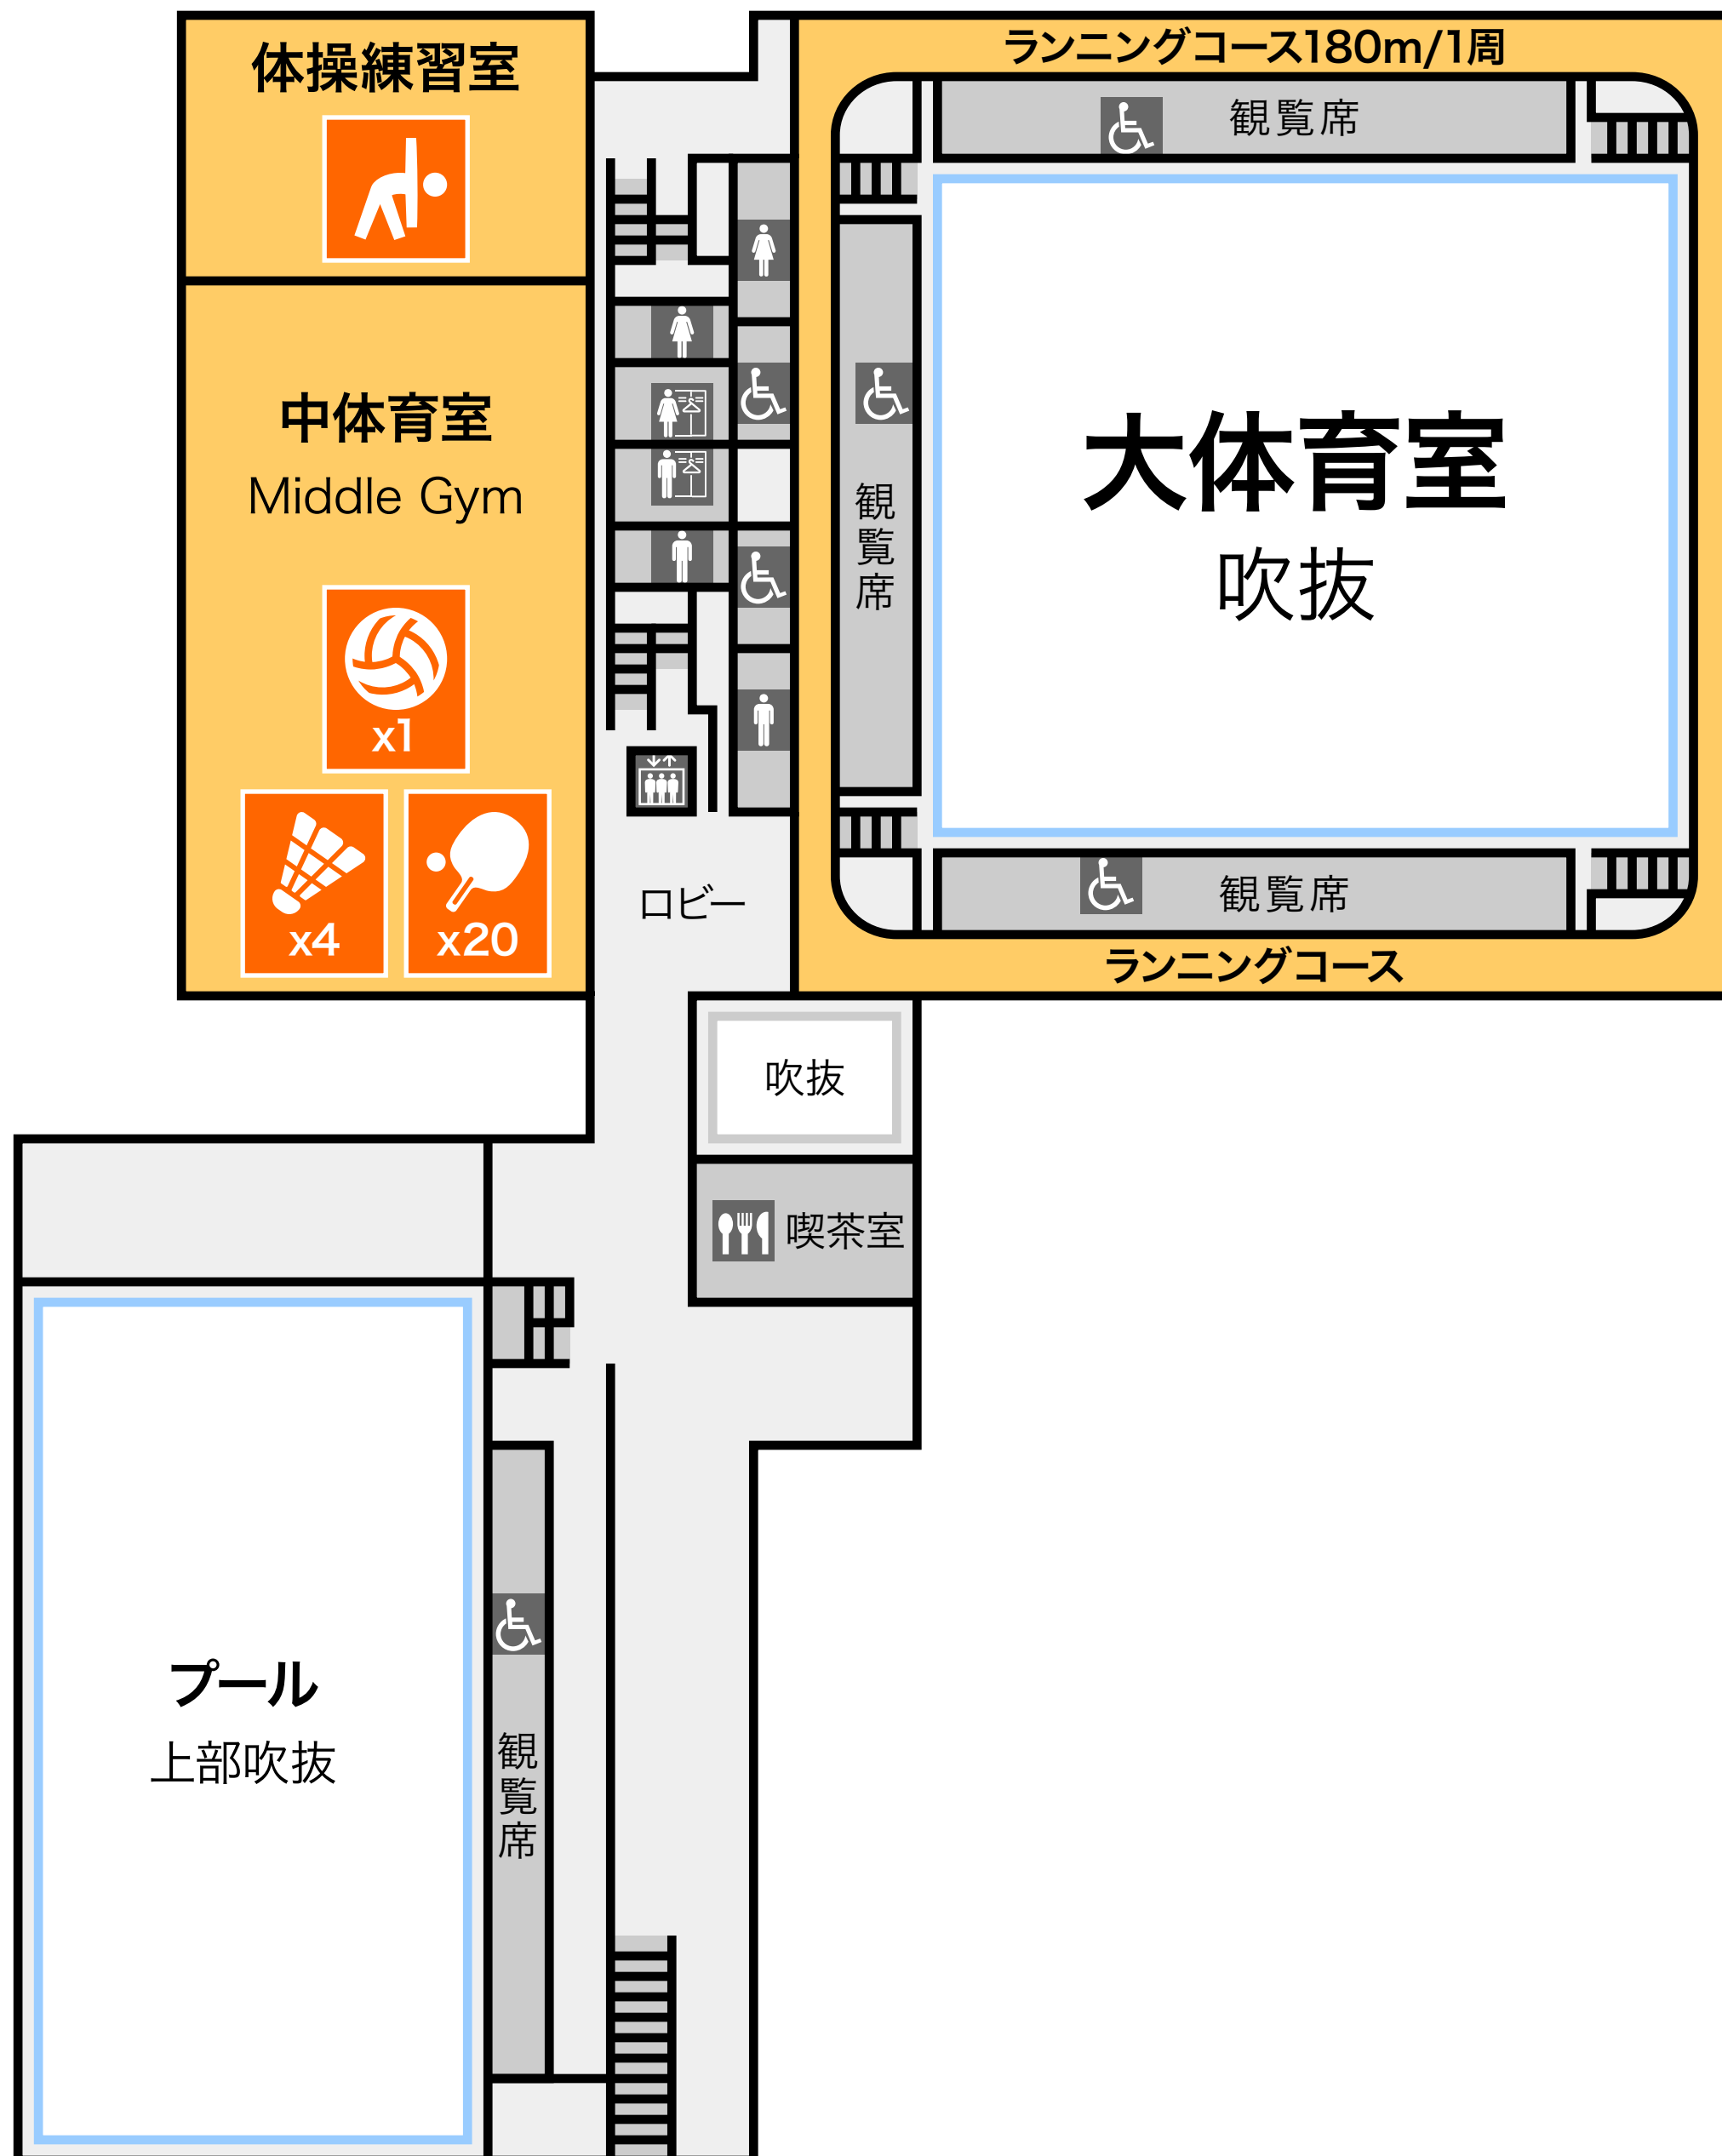 体操練習室
ランニングコース180m/1周
観覧席
中体育室
Middle Gym
大体育室
吹抜
観覧席
x1
x4
x20
ロビー
観覧席
ランニングコース
吹抜
喫茶室
プール
上部吹抜
観覧席